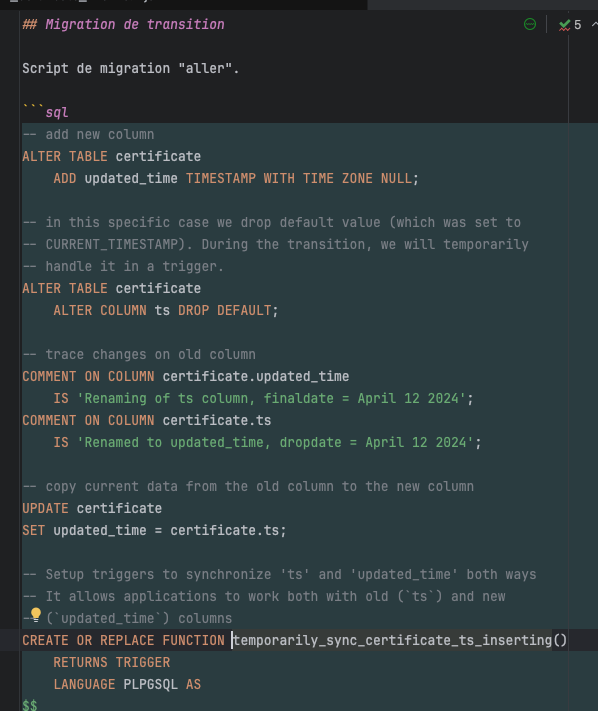 ## Migration de transition
5
Script de migration "aller".
```sql
-- add new column
ALTER TABLE certificate
    ADD updated_time TIMESTAMP WITH TIME ZONE NULL;
-- in this specific case we drop default value (which was set to
-- CURRENT_TIMESTAMP). During the transition, we will temporarily
-- handle it in a trigger.
ALTER TABLE certificate
    ALTER COLUMN ts DROP DEFAULT;
-- trace changes on old column
COMMENT ON COLUMN certificate.updated_time
    IS 'Renaming of ts column, finaldate = April 12 2024';
COMMENT ON COLUMN certificate.ts
    IS 'Renamed to updated_time, dropdate = April 12 2024';
-- copy current data from the old column to the new column
UPDATE certificate
SET updated_time = certificate.ts;
-- Setup triggers to synchronize 'ts' and 'updated_time' both ways
-- It allows applications to work both with old (`ts`) and new
-- (`updated_time`) columns
CREATE OR REPLACE FUNCTION temporarily_sync_certificate_ts_inserting()
    RETURNS TRIGGER
    LANGUAGE PLPGSQL AS
$$